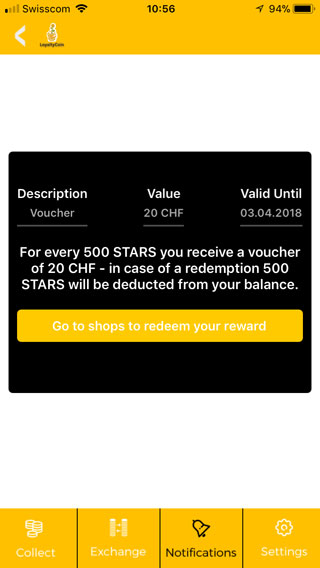 Swisscom 10:56 94%
LoyaltyCoin
Description Value Valid Until
Voucher 20 CHF 03.04.2018
For every 500 STARS you receive a voucher
of 20 CHF - in case of a redemption 500
STARS will be deducted from your balance.
Go to shops to redeem your reward
Collect Exchange Notifications Settings